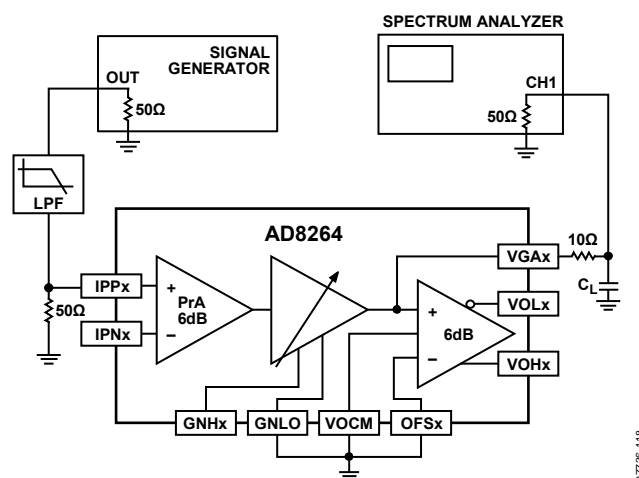 SPECTRUM ANALYZER
SIGNAL
GENERATOR
OUT
50Ω
CH1
50Ω
LPF
AD8264
VGAx
10Ω
CL
IPPx
50Ω
IPNx
+
PrA
6dB
−
+
6dB
−
VOLx
VOHx
GNHx
GNLO
VOCM
OFSx